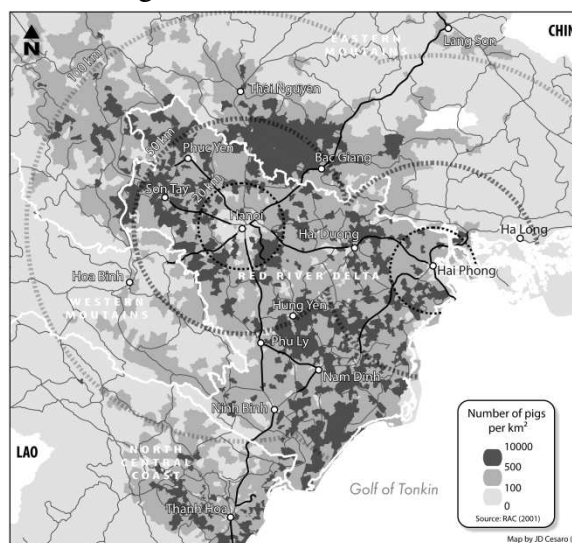 N
EASTERN
MOUNTAINS
Lang Son
CHIN
100 km
Thai Nguyen
50 km
Phuc Yen
Bac Giang
20 km
Son Tay
Hanoi
Hai Duong
Ha Long
RED RIVER DELTA
Hai Phong
Hoa Binh
WESTERN
MOUTAINS
Hung Yen
Phu Ly
Nam Dinh
Ninh Binh
LAO
NORTH
CENTRAL
COAST
Thanh Hoa
Golf of Tonkin
Number of pigs
per km²
10000
500
100
0
Source: RAC (2001)
Map by JD Cesaro (